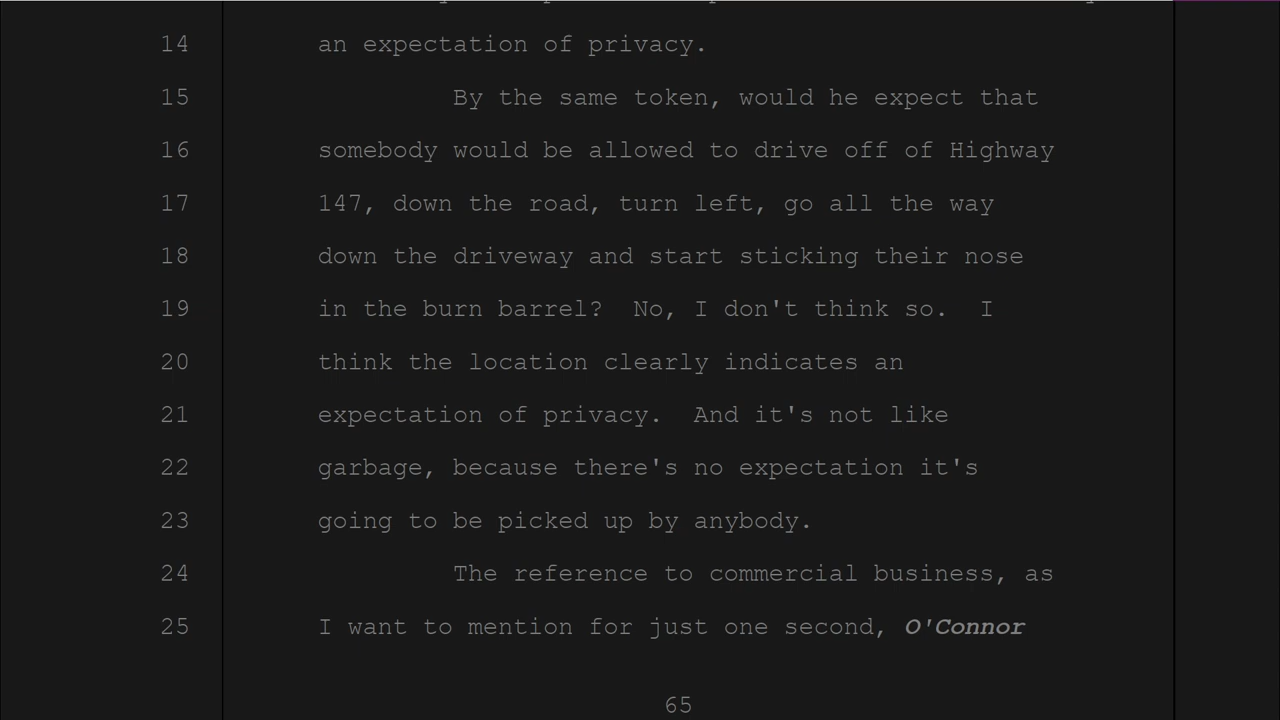 14 an expectation of privacy.
15 By the same token, would he expect that
16 somebody would be allowed to drive off of Highway
17 147, down the road, turn left, go all the way
18 down the driveway and start sticking their nose
19 in the burn barrel? No, I don't think so. I
20 think the location clearly indicates an
21 expectation of privacy. And it's not like
22 garbage, because there's no expectation it's
23 going to be picked up by anybody.
24 The reference to commercial business, as
25 I want to mention for just one second, O'Connor
65